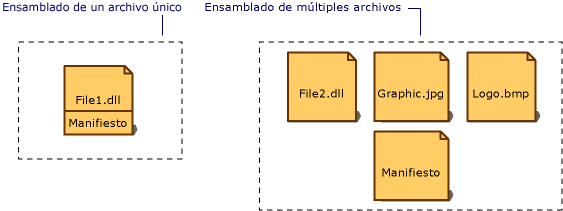 Ensamblado de un archivo único
Ensamblado de múltiples archivos
File1.dll
Manifiesto
File2.dll
Graphic.jpg
Logo.bmp
Manifiesto